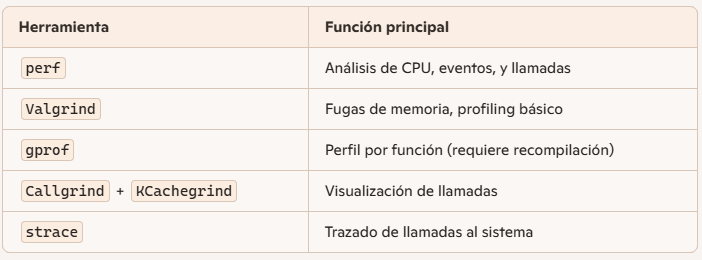 Herramienta Función principal
perf Análisis de CPU, eventos, y llamadas
Valgrind Fugas de memoria, profiling básico
gprof Perfil por función (requiere recompilación)
Callgrind + KCachegrind Visualización de llamadas
strace Trazado de llamadas al sistema